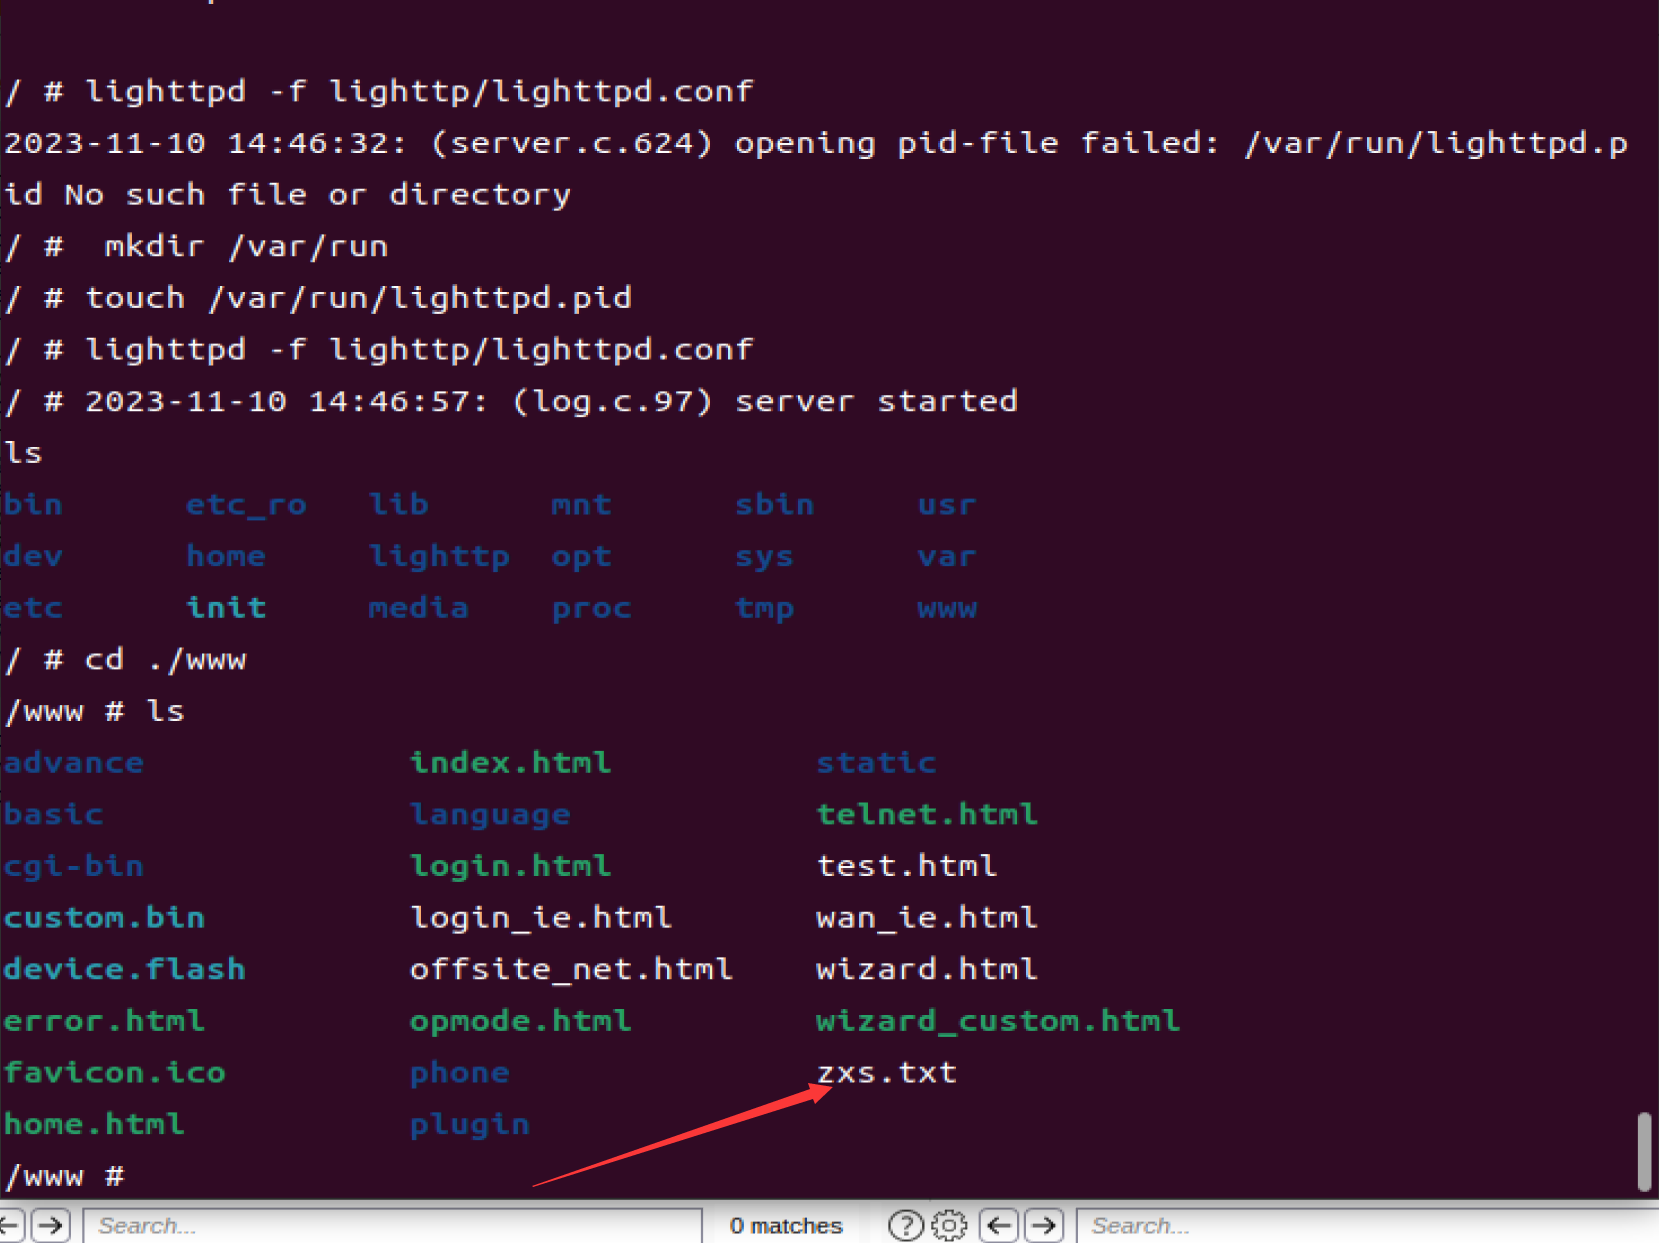 / # lighttpd -f lighttp/lighttpd.conf
2023-11-10 14:46:32: (server.c.624) opening pid-file failed: /var/run/lighttpd.p
id No such file or directory
/ #  mkdir /var/run
/ # touch /var/run/lighttpd.pid
/ # lighttpd -f lighttp/lighttpd.conf
/ # 2023-11-10 14:46:57: (log.c.97) server started
ls
bin etc_ro lib mnt sbin usr
dev home lighttp opt sys var
etc init media proc tmp www
/ # cd ./www
/www # ls
advance index.html static
basic language telnet.html
cgi-bin login.html test.html
custom.bin login_ie.html wan_ie.html
device.flash offsite_net.html wizard.html
error.html opmode.html wizard_custom.html
favicon.ico phone zxs.txt
home.html plugin
/www #
Search... 0 matches Search...